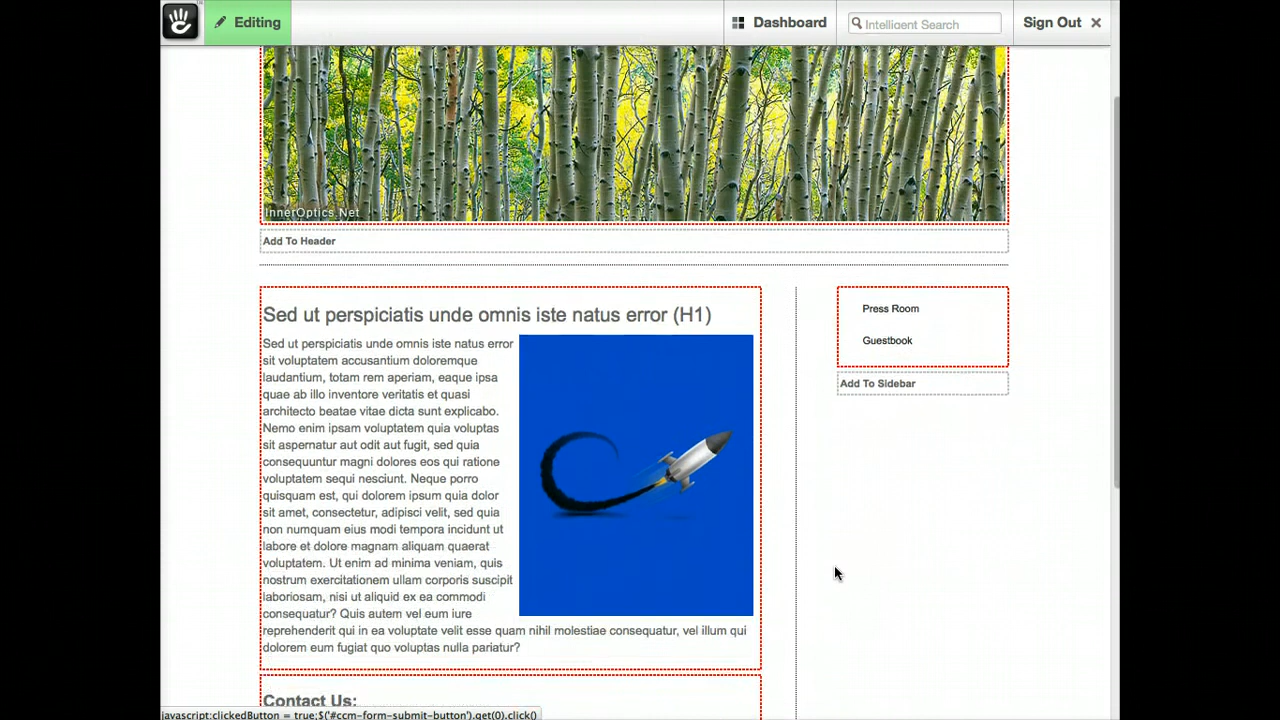 Editing
Dashboard
Intelligent Search
Sign Out
InnerOptics.Net
Add To Header
Sed ut perspiciatis unde omnis iste natus error (H1)
Sed ut perspiciatis unde omnis iste natus error
sit voluptatem accusantium doloremque
laudantium, totam rem aperiam, eaque ipsa
quae ab illo inventore veritatis et quasi
architecto beatae vitae dicta sunt explicabo.
Nemo enim ipsam voluptatem quia voluptas
sit aspernatur aut odit aut fugit, sed quia
consequuntur magni dolores eos qui ratione
voluptatem sequi nesciunt. Neque porro
quisquam est, qui dolorem ipsum quia dolor
sit amet, consectetur, adipisci velit, sed quia
non numquam eius modi tempora incidunt ut
labore et dolore magnam aliquam quaerat
voluptatem. Ut enim ad minima veniam, quis
nostrum exercitationem ullam corporis suscipit
laboriosam, nisi ut aliquid ex ea commodi
consequatur? Quis autem vel eum iure
reprehenderit qui in ea voluptate velit esse quam nihil molestiae consequatur, vel illum qui
dolorem eum fugiat quo voluptas nulla pariatur?
Press Room
Guestbook
Add To Sidebar
Contact Us:
javascript:clickedButton = true;$('#ccm-form-submit-button').get(0).click()